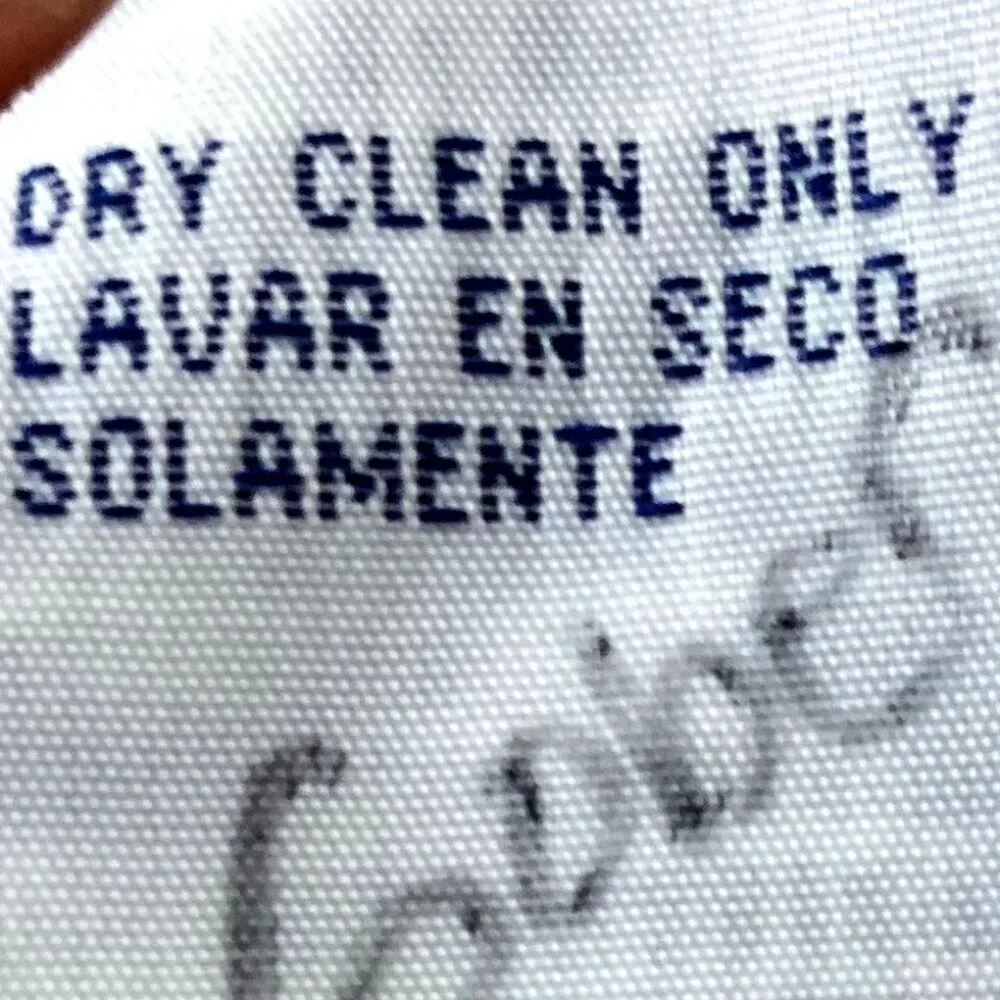 DRY CLEAN ONLY
LAVAR EN SECO
SOLAMENTE